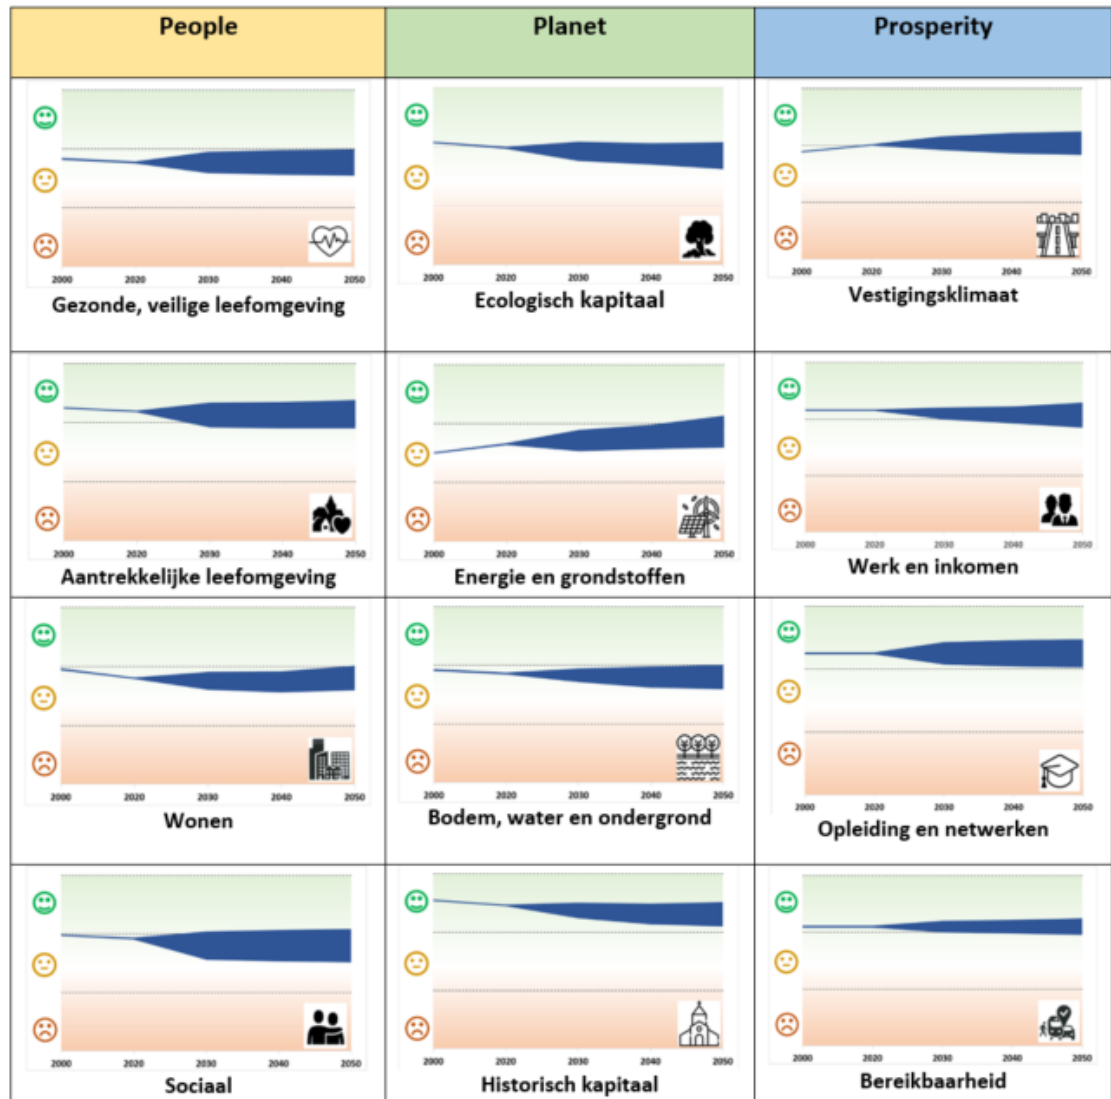 People Planet Prosperity
2000 2020 2030 2040 2050
Gezonde, veilige leefomgeving
2000 2020 2030 2040 2050
Ecologisch kapitaal
2000 2020 2030 2040 2050
Vestigingsklimaat
2000 2020 2030 2040 2050
Aantrekkelijke leefomgeving
2000 2020 2030 2040 2050
Energie en grondstoffen
2000 2020 2030 2040 2050
Werk en inkomen
2000 2020 2030 2040 2050
Wonen
2000 2020 2030 2040 2050
Bodem, water en ondergrond
2000 2020 2030 2040 2050
Opleiding en netwerken
2000 2020 2030 2040 2050
Sociaal
2000 2020 2030 2040 2050
Historisch kapitaal
2000 2020 2030 2040 2050
Bereikbaarheid